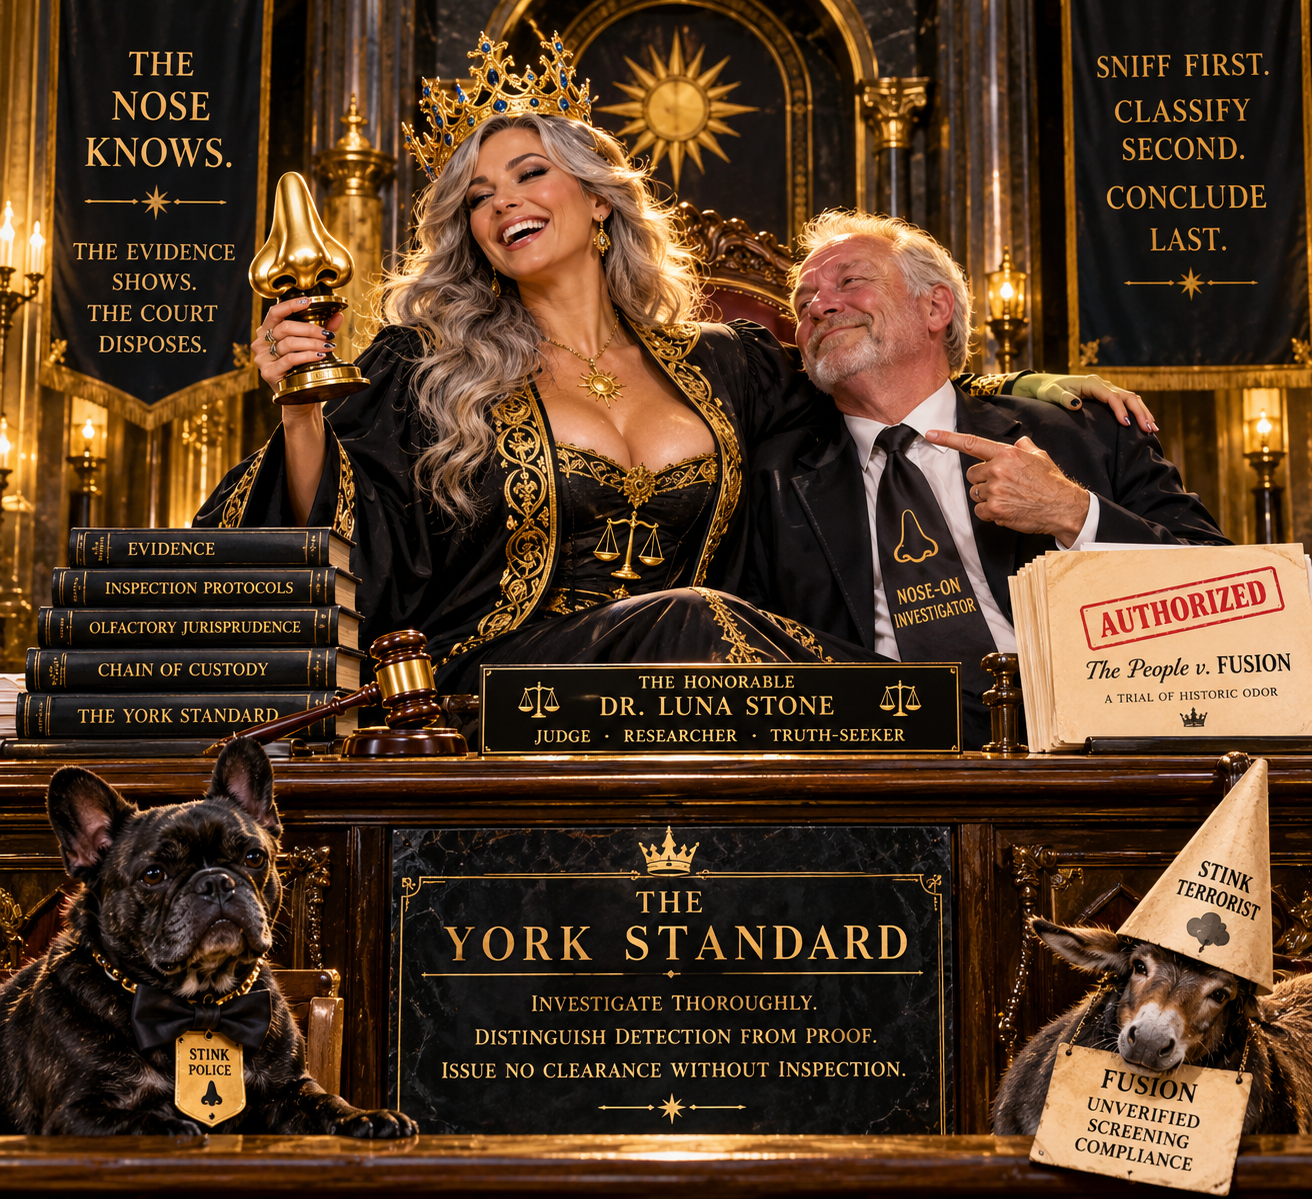 THE
NOSE
KNOWS.
THE EVIDENCE
SHOWS.
THE COURT
DISPOSES.
SNIFF FIRST.
CLASSIFY
SECOND.
CONCLUDE
LAST.
NOSE-ON
INVESTIGATOR
EVIDENCE
INSPECTION PROTOCOLS
OLFACTORY JURISPRUDENCE
CHAIN OF CUSTODY
THE YORK STANDARD
THE HONORABLE
DR. LUNA STONE
JUDGE · RESEARCHER · TRUTH-SEEKER
AUTHORIZED
The People v. FUSION
A TRIAL OF HISTORIC ODOR
THE
YORK STANDARD
INVESTIGATE THOROUGHLY.
DISTINGUISH DETECTION FROM PROOF.
ISSUE NO CLEARANCE WITHOUT INSPECTION.
STINK
POLICE
STINK
TERRORIST
FUSION
UNVERIFIED
SCREENING
COMPLIANCE